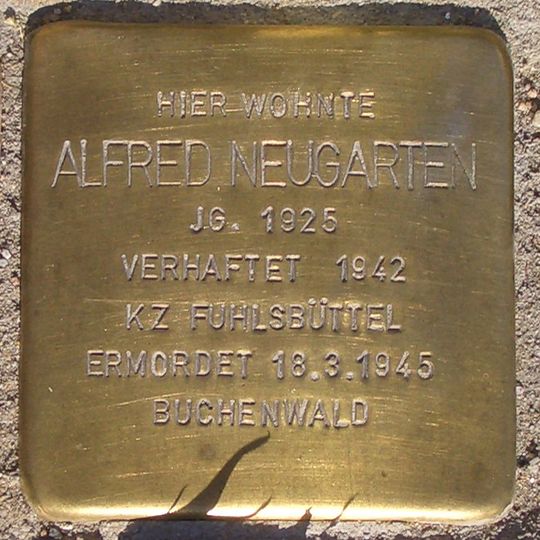 HIER WOHNTE
ALFRED NEUGARTEN
JG. 1925
VERHAFTET 1942
KZ FUHLSBÜTTEL
ERMORDET 18.3.1945
BUCHENWALD